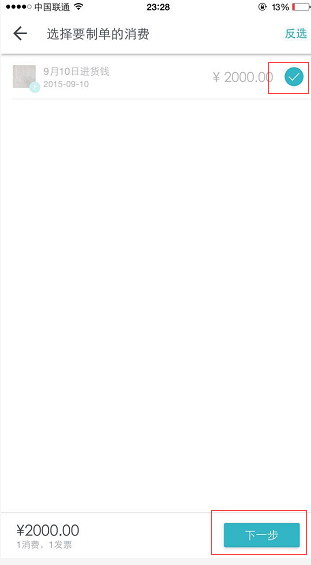 中国联通 23:28 13%
选择要制单的消费 反选
9月10日进货钱 ¥ 2000.00
2015-09-10
¥2000.00
1消费，1发票
下一步